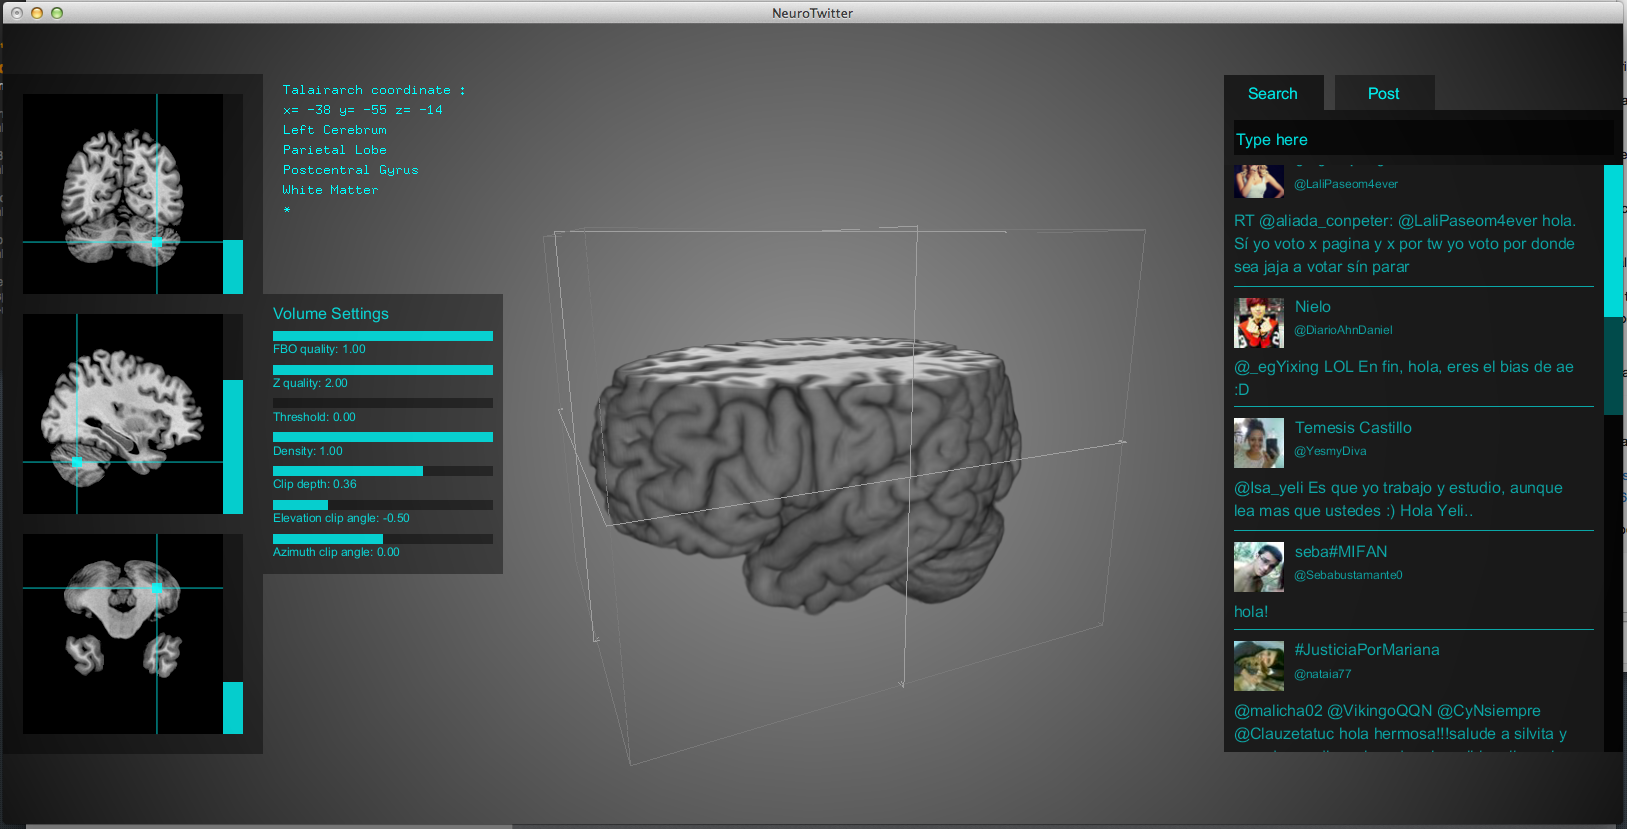 NeuroTwitter
Talairarch coordinate :
x= -38 y= -55 z= -14
Left Cerebrum
Parietal Lobe
Postcentral Gyrus
White Matter
*
Volume Settings
FBO quality: 1.00
Z quality: 2.00
Threshold: 0.00
Density: 1.00
Clip depth: 0.36
Elevation clip angle: -0.50
Azimuth clip angle: 0.00
Search
Post
Type here
@LaliPaseom4ever
RT @aliada_conpeter: @LaliPaseom4ever hola.
Sí yo voto x pagina y x por tw yo voto por donde
sea jaja a votar sín parar
Nielo
@DiarioAhnDaniel
@_egYixing LOL En fin, hola, eres el bias de ae
:D
Temesis Castillo
@YesmyDiva
@Isa_yeli Es que yo trabajo y estudio, aunque
lea mas que ustedes :) Hola Yeli..
seba#MIFAN
@Sebabustamante0
hola!
#JusticiaPorMariana
@nataia77
@malicha02 @VikingoQQN @CyNsiempre
@Clauzetatuc hola hermosa!!!salude a silvita y